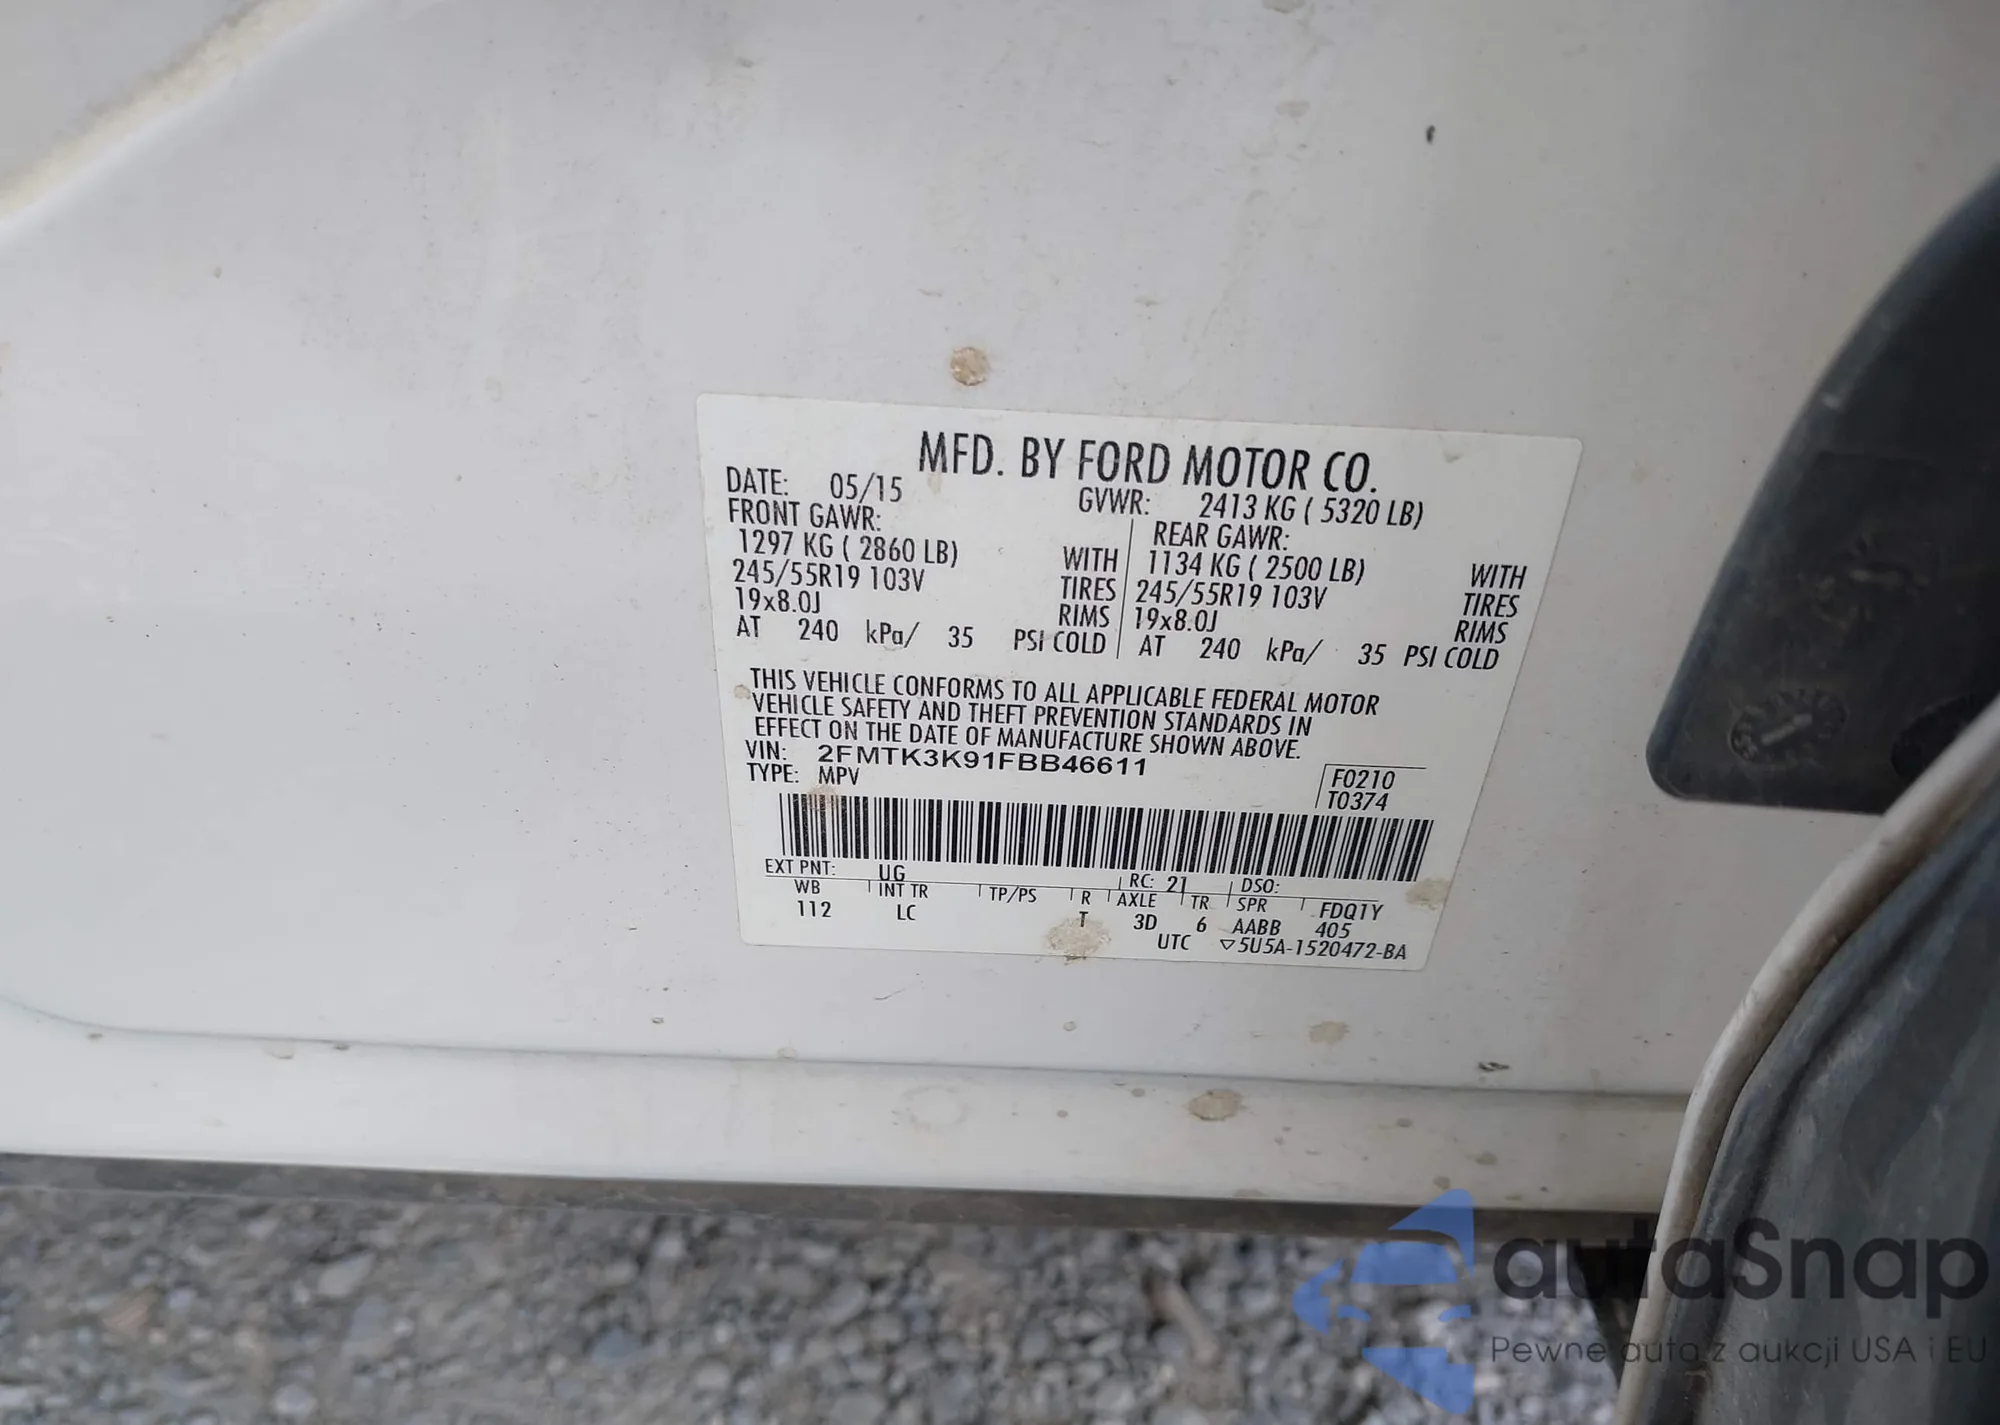 MFD. BY FORD MOTOR CO.
DATE: 05/15 GVWR: 2413 KG ( 5320 LB)
FRONT GAWR: REAR GAWR:
1297 KG ( 2860 LB) WITH 1134 KG ( 2500 LB) WITH
245/55R19 103V TIRES 245/55R19 103V TIRES
19x8.0J RIMS 19x8.0J RIMS
AT 240 kPa/ 35 PSI COLD AT 240 kPa/ 35 PSI COLD
THIS VEHICLE CONFORMS TO ALL APPLICABLE FEDERAL MOTOR
VEHICLE SAFETY AND THEFT PREVENTION STANDARDS IN
EFFECT ON THE DATE OF MANUFACTURE SHOWN ABOVE.
VIN: 2FMTK3K91FBB46611
TYPE: MPV
F0210
T0374
EXT PNT: UG RC: 21 DSO:
WB INT TR TP/PS R AXLE TR SPR FDQ1Y
112 LC T 3D 6 AABB 405
UTC ▽5U5A-1520472-BA
autaSnap
Pewne auta z aukcji USA i EU